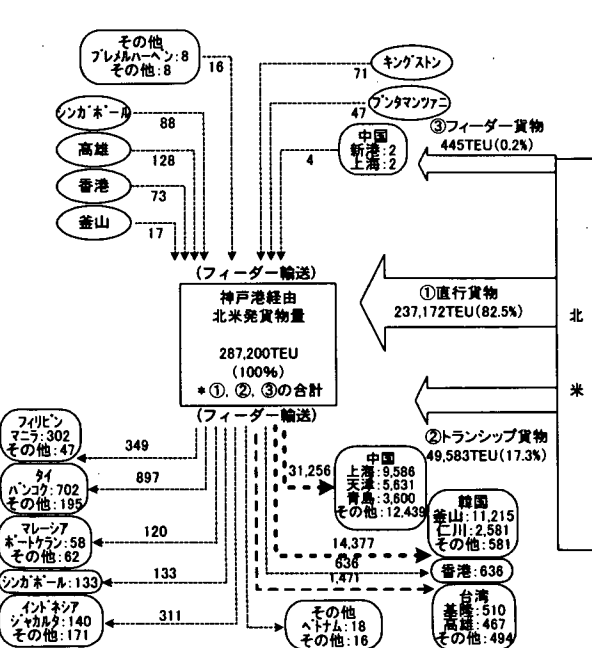 その他
ブレメルハーヘン:8
その他:8
16
キングストン
71
プンタマンツァニ
47
シンガポール
88
高雄
128
香港
73
釜山
17
中国
新港:2
上海:2
4
③フィーダー貨物
445TEU(0.2%)
(フィーダー輸送)
神戸港経由
北米発貨物量
287,200TEU
(100%)
*①,②,③の合計
(フィーダー輸送)
①直行貨物
237,172TEU(82.5%)
北
米
②トランシップ貨物
49,583TEU(17.3%)
フィリピン
マニラ:302
その他:47
349
タイ
バンコク:702
その他:195
897
マレーシア
ポートケラン:58
その他:62
120
シンガポール:133
133
インドネシア
ジャカルタ:140
その他:171
311
31,256
中国
上海:9,586
天津:5,631
青島:3,600
その他:12,439
14,377
韓国
釜山:11,215
仁川:2,581
その他:581
636
香港:636
1,471
台湾
基隆:510
高雄:467
その他:494
その他
ベトナム:18
その他:16